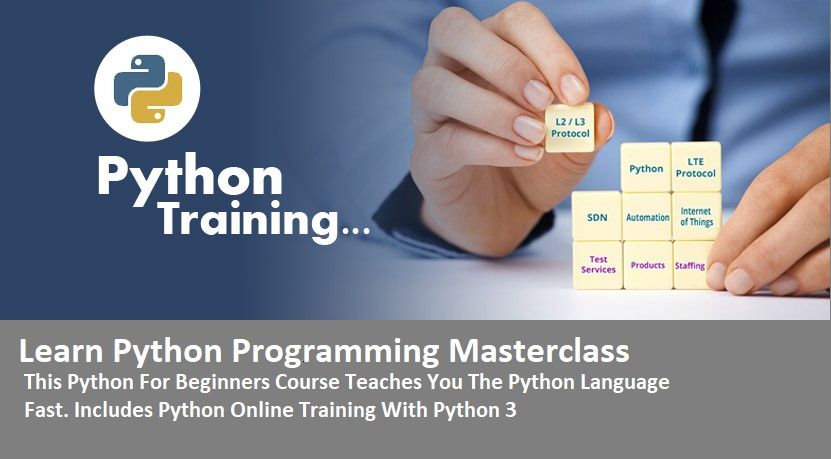 Python
Training...
L2 / L3
Protocol
Python
LTE
Protocol
SDN
Automation
Internet
of Things
Test
Services
Products
Staffing
Learn Python Programming Masterclass
This Python For Beginners Course Teaches You The Python Language
Fast. Includes Python Online Training With Python 3